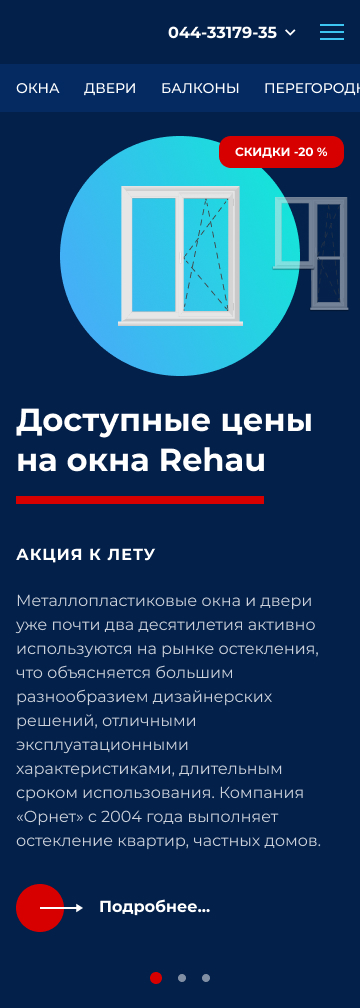 044-33179-35
ОКНА ДВЕРИ БАЛКОНЫ
СКИДКИ -20 %
Доступные цены
на окна Rehau
АКЦИЯ К ЛЕТУ
Металлопластиковые окна и двери
уже почти два десятилетия активно
используются на рынке остекления,
что объясняется большим
разнообразием дизайнерских
решений, отличными
эксплуатационными
характеристиками, длительным
сроком использования. Компания
«Орнет» с 2004 года выполняет
остекление квартир, частных домов.
Подробнее...